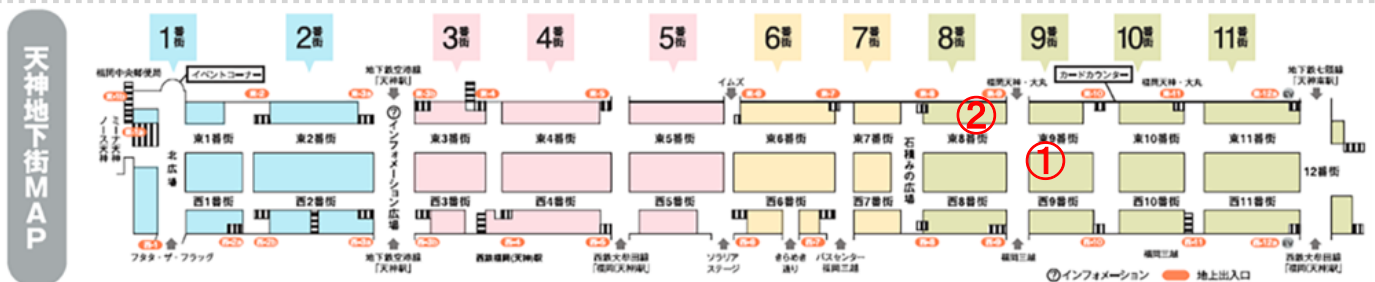 天神地下街MAP
1番街
2番街
3番街
4番街
5番街
6番街
7番街
8番街
9番街
10番街
11番街
福岡中央郵便局
イベントコーナー
地下鉄空港線「天神駅」
イムズ
福岡天神・大丸
カードカウンター
福岡天神・大丸
地下鉄七隈線「天神南駅」
ミーナ天神
ノース天神
北広場
東1番街
東2番街
インフォメーション広場
東3番街
東4番街
東5番街
東6番街
東7番街
石積みの広場
東8番街
②
東9番街
①
東10番街
東11番街
12番街
西1番街
西2番街
西3番街
西4番街
西5番街
西6番街
西7番街
西8番街
西9番街
西10番街
西11番街
フタタ・ザ・フラッグ
地下鉄空港線「天神駅」
西鉄福岡(天神)駅
西鉄大牟田線「福岡(天神)駅」
ソラリアステージ
きらめき通り
バスセンター
福岡三越
福岡三越
福岡三越
西鉄大牟田線「福岡(天神)駅」
?インフォメーション
地上出入口